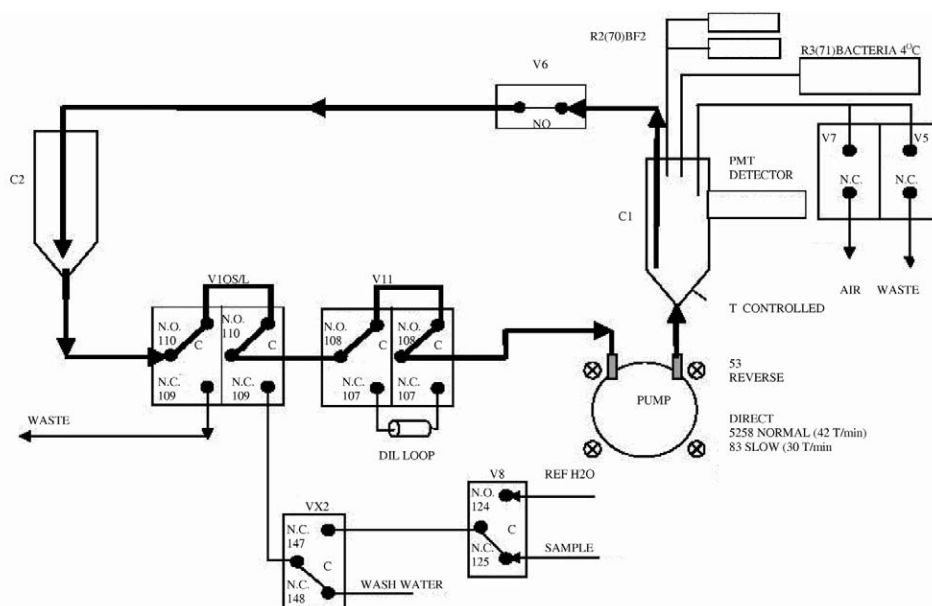 R2(70)BF2
R3(71)BACTERIA 4°C
V6
NO
V7
V5
N.C.
N.C.
PMT
DETECTOR
C2
C1
AIR
WASTE
T CONTROLLED
V1OS/L
V11
N.O.
110
C
110
C
N.C.
109
N.C.
109
N.O.
108
C
108
C
N.C.
107
N.C.
107
DIL LOOP
WASTE
PUMP
53
REVERSE
DIRECT
5258 NORMAL (42 T/min)
83 SLOW (30 T/min
V8
REF H2O
N.O.
124
C
N.C.
125
SAMPLE
VX2
N.C.
147
C
N.C.
148
WASH WATER